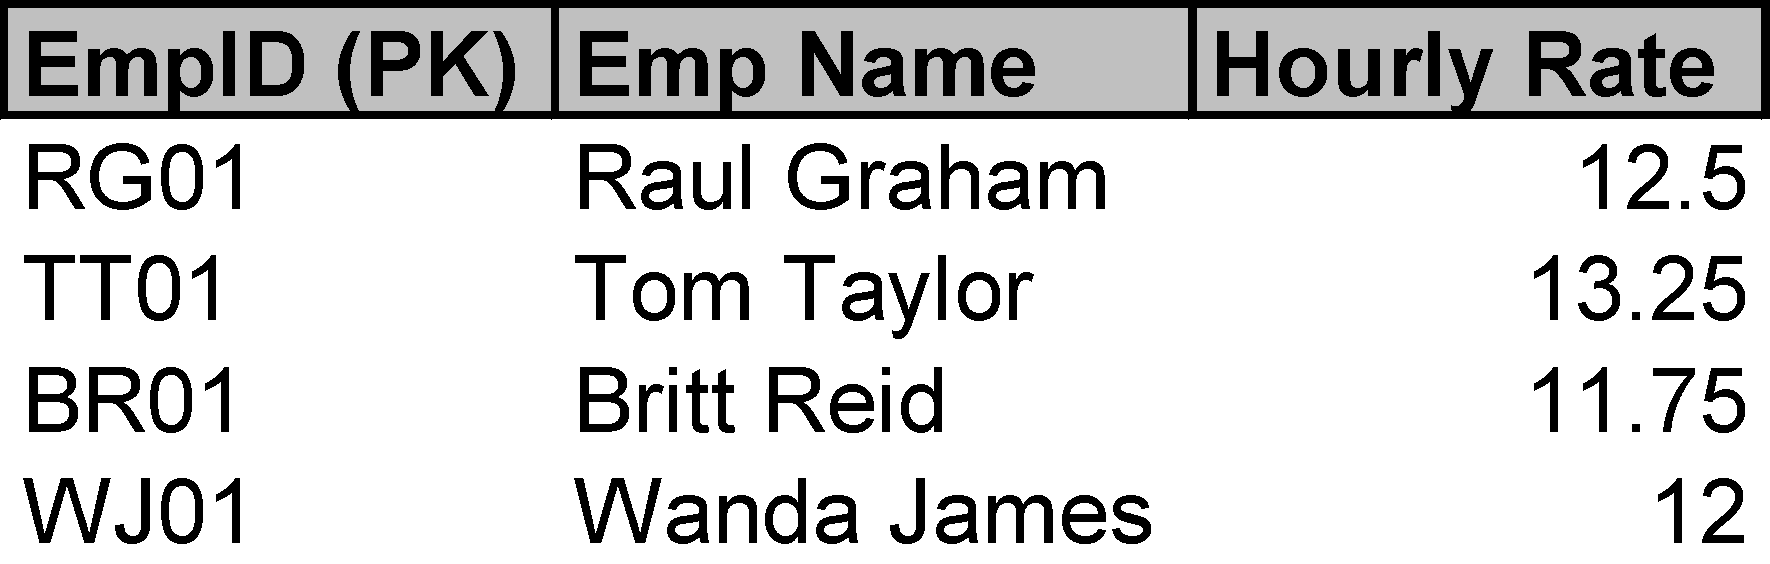 EmpID (PK) Emp Name Hourly Rate
RG01 Raul Graham 12.5
TT01 Tom Taylor 13.25
BR01 Britt Reid 11.75
WJ01 Wanda James 12